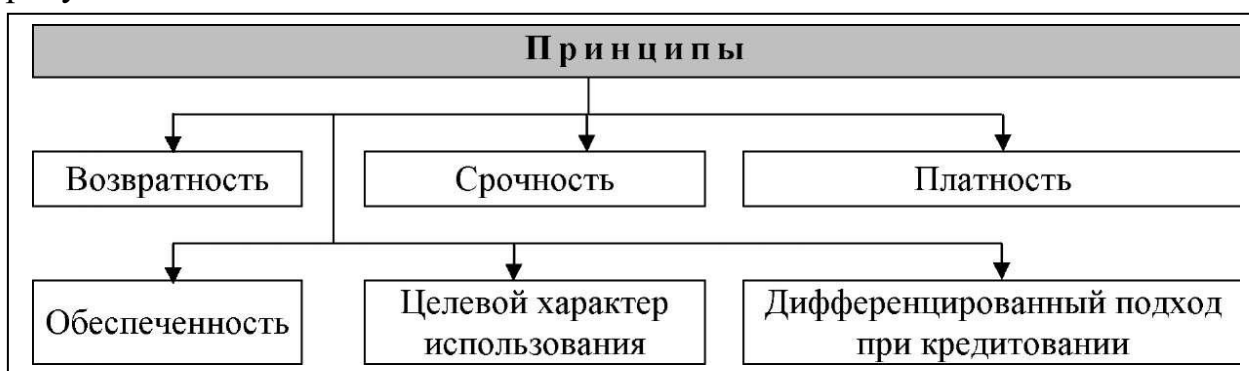 Принципы
Возвратность
Срочность
Платность
Обеспеченность
Целевой характер
использования
Дифференцированный подход
при кредитовании